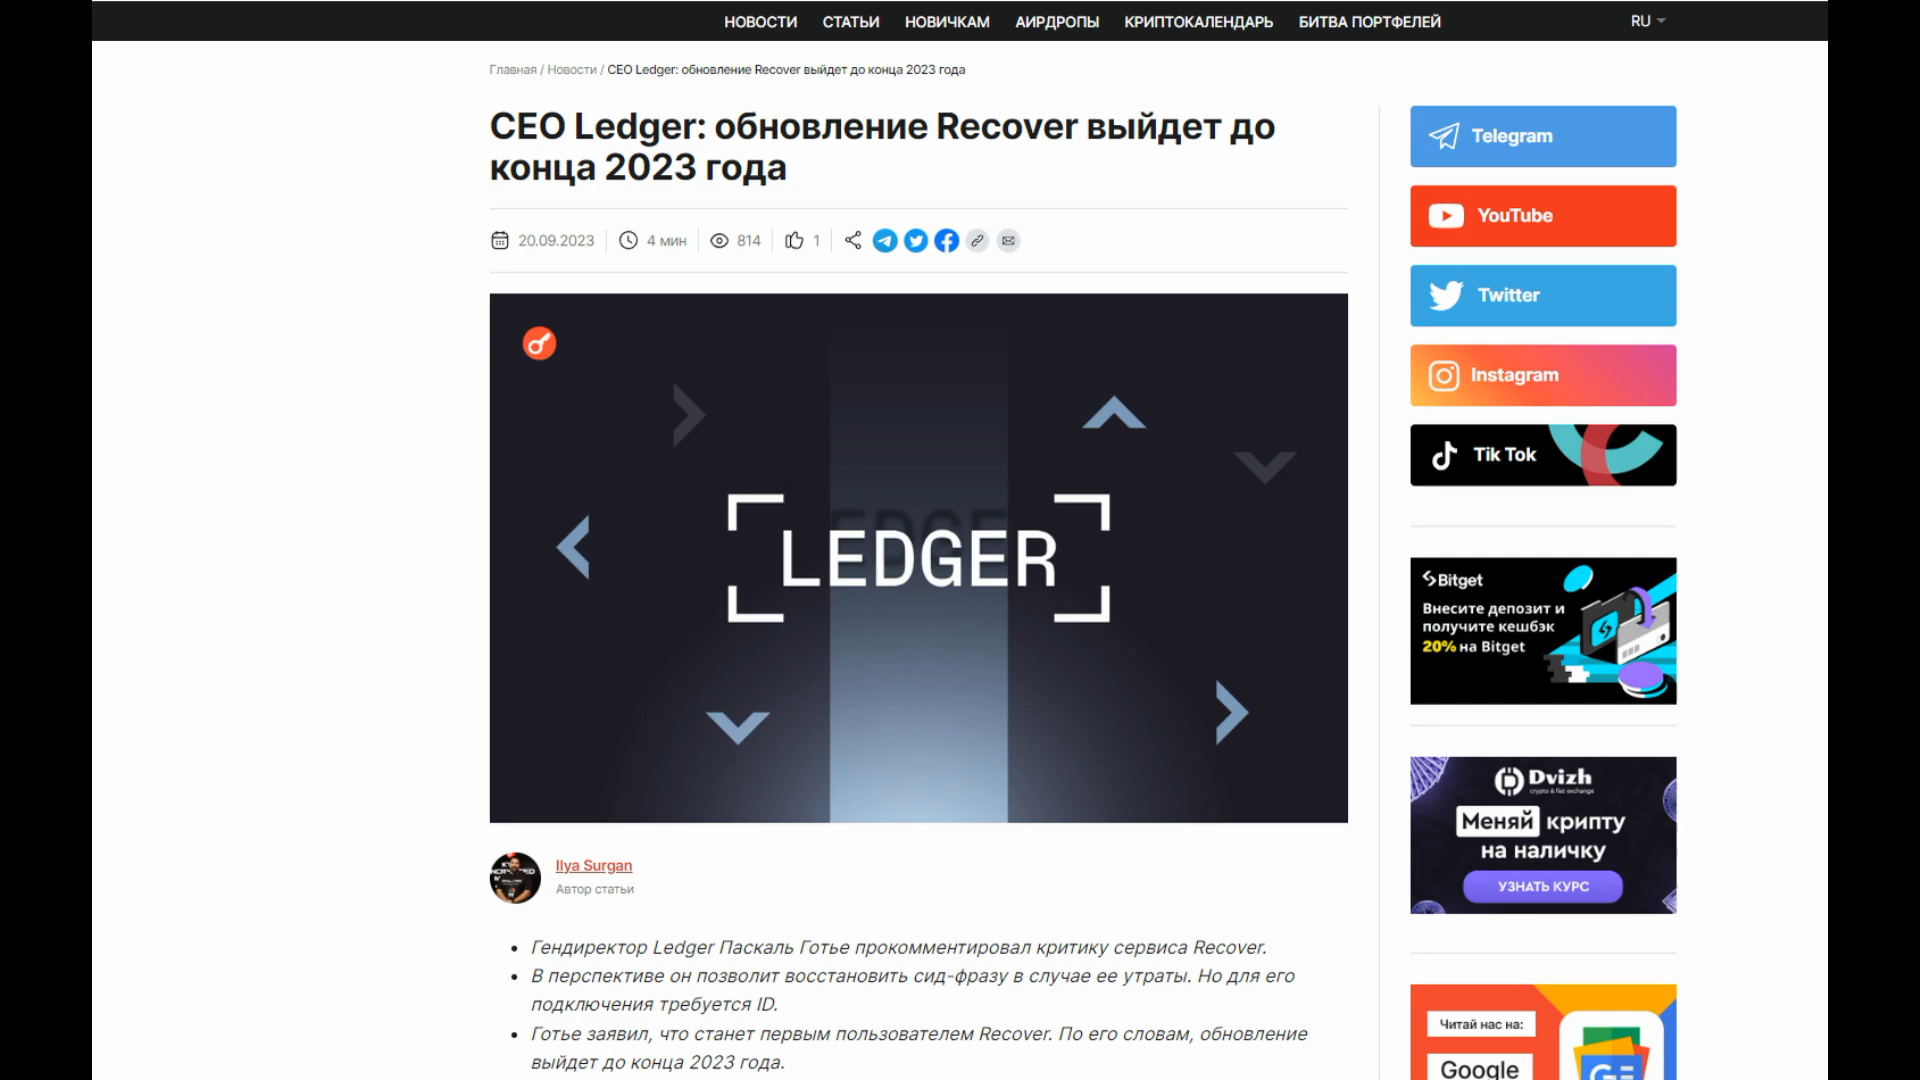 НОВОСТИ СТАТЬИ НОВИЧКАМ АИРДРОПЫ КРИПТОКАЛЕНДАРЬ БИТВА ПОРТФЕЛЕЙ RU
Главная / Новости / CEO Ledger: обновление Recover выйдет до конца 2023 года
CEO Ledger: обновление Recover выйдет до
конца 2023 года
20.09.2023 4 мин 814 1
LEDGER
Ilya Surgan
Автор статьи
Гендиректор Ledger Паскаль Готье прокомментировал критику сервиса Recover.
В перспективе он позволит восстановить сид-фразу в случае ее утраты. Но для его
подключения требуется ID.
Готье заявил, что станет первым пользователем Recover. По его словам, обновление
выйдет до конца 2023 года.
Telegram
YouTube
Twitter
Instagram
Tik Tok
Bitget
Внесите депозит и
получите кешбэк
20% на Bitget
Dvizh
crypto & fiat exchange
Меняй крипту
на наличку
УЗНАТЬ КУРС
Читай нас на:
Google
GE